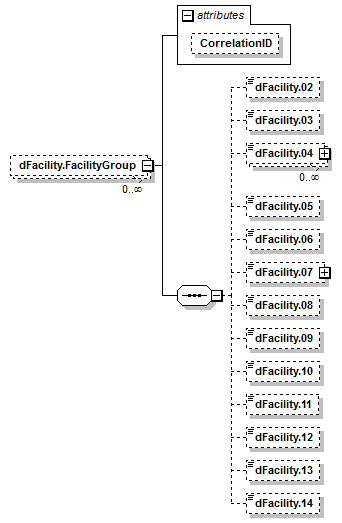 attributes
CorrelationID
dFacility.FacilityGroup
0..∞
dFacility.02
dFacility.03
dFacility.04
0..∞
dFacility.05
dFacility.06
dFacility.07
dFacility.08
dFacility.09
dFacility.10
dFacility.11
dFacility.12
dFacility.13
dFacility.14